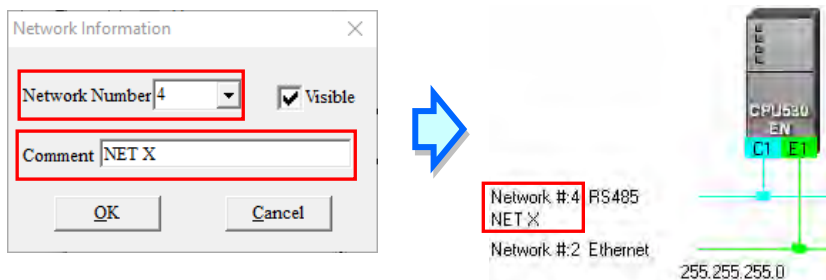 Network Information
Network Number 4
Visible
Comment NET X
OK
Cancel
CPU530
EN
C1 E1
Network #:4 RS485
NET X
Network #:2 Ethernet
255.255.255.0